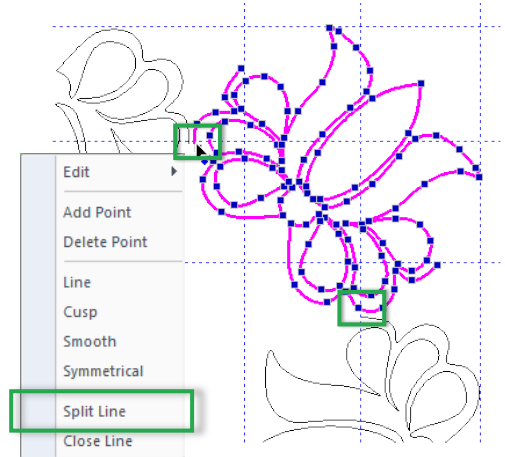 Edit
Add Point
Delete Point
Line
Cusp
Smooth
Symmetrical
Split Line
Close Line